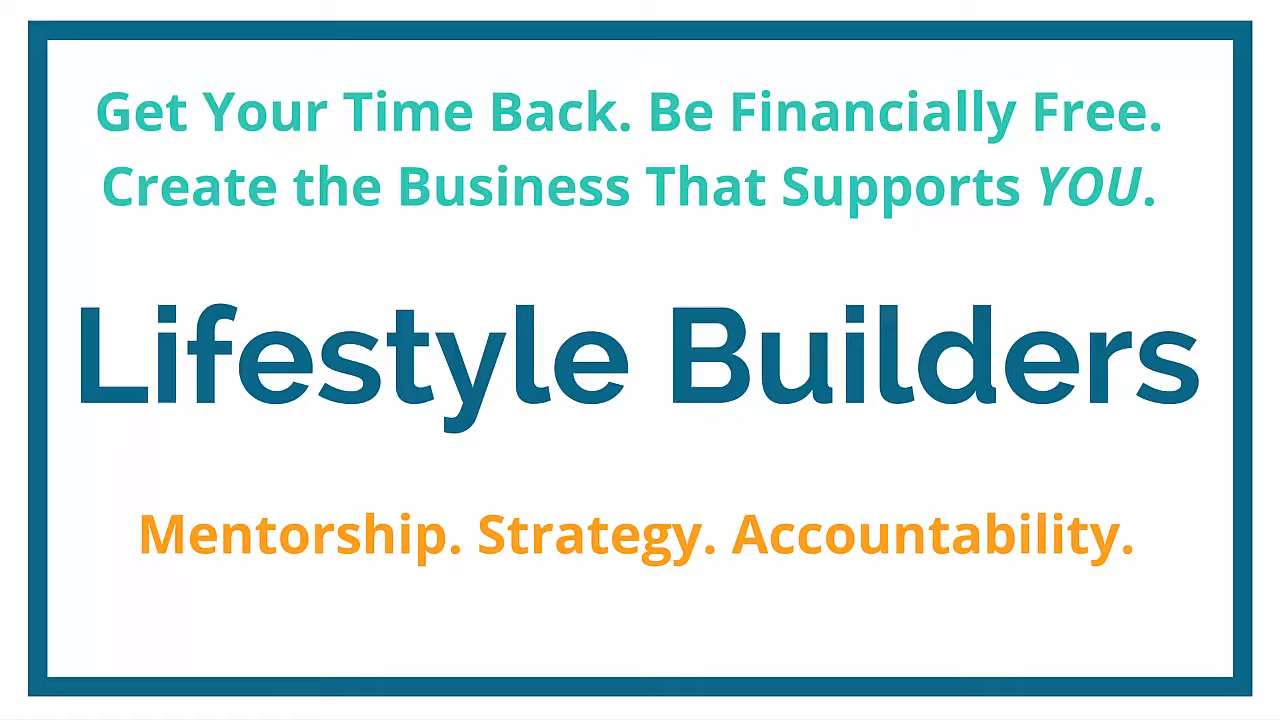 Get Your Time Back. Be Financially Free.
Create the Business That Supports YOU.
Lifestyle Builders
Mentorship. Strategy. Accountability.